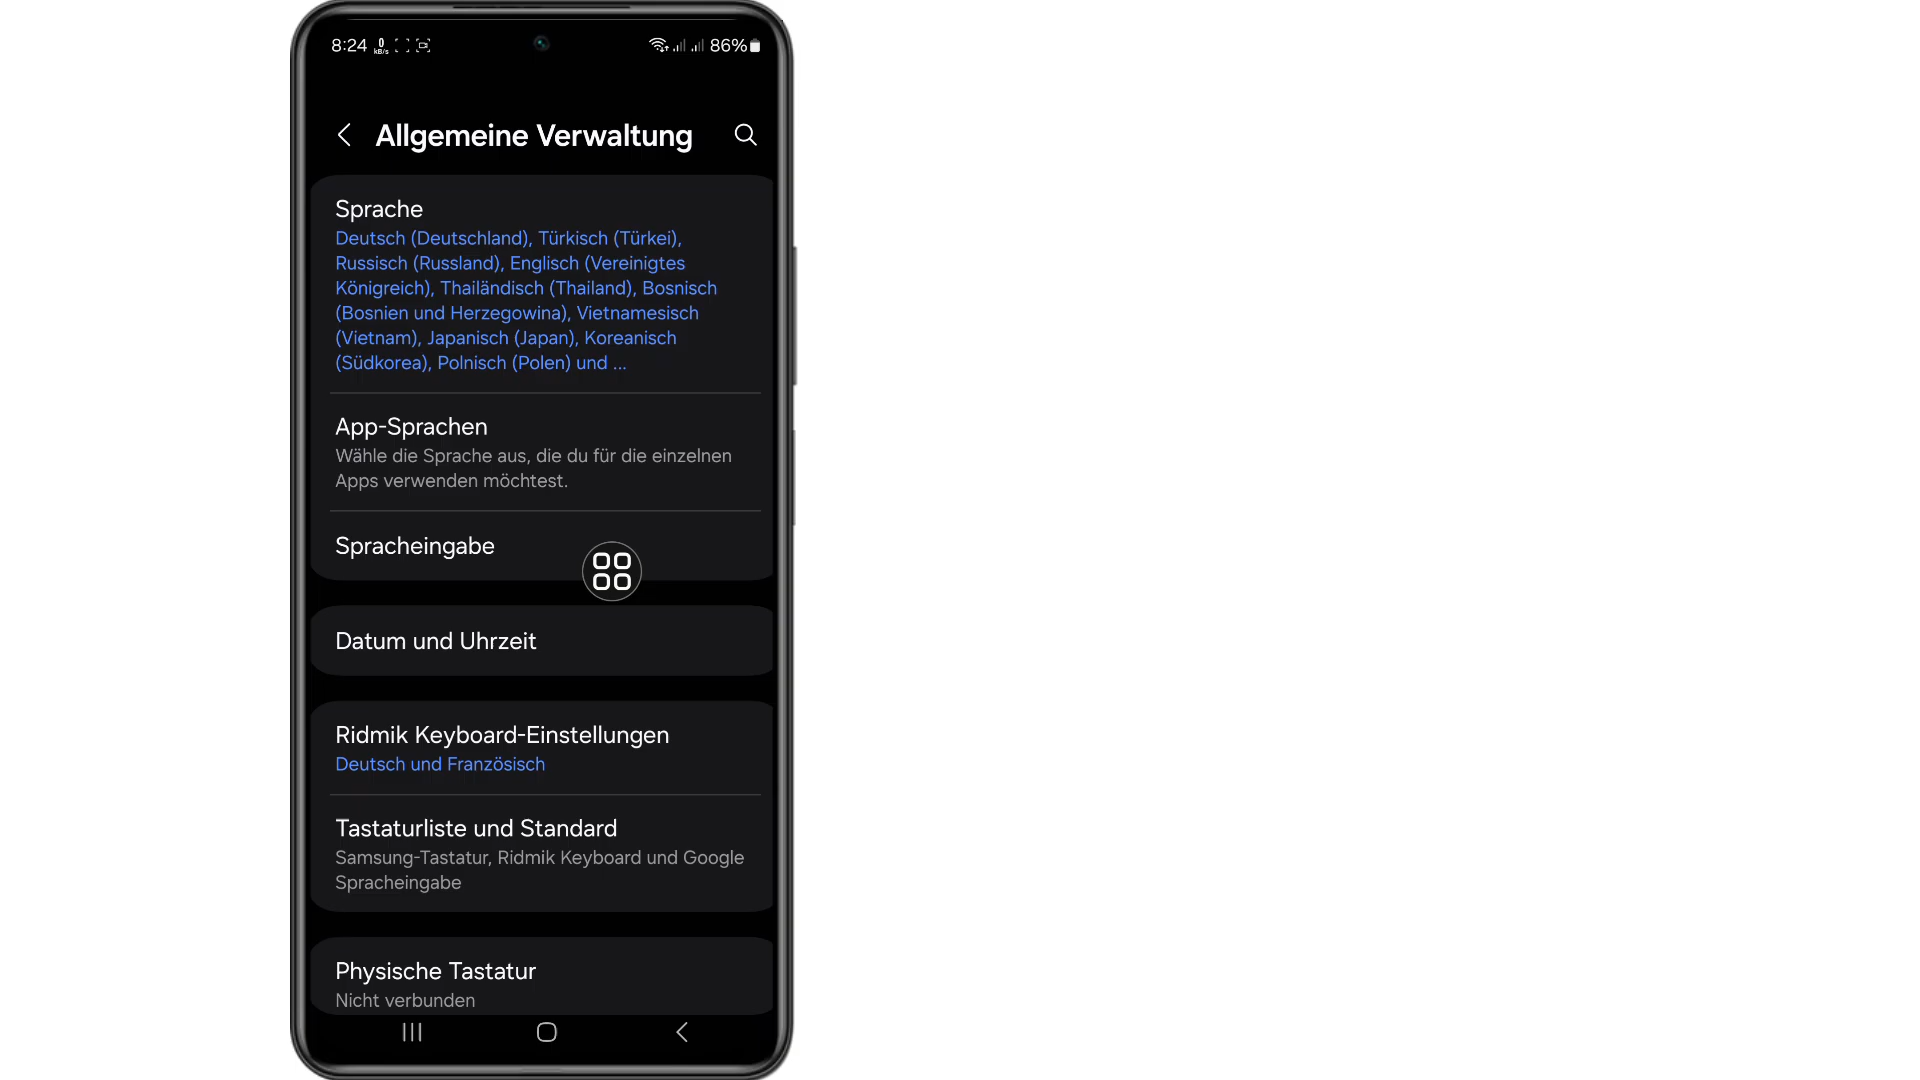 8:24 0 kB/s 86%
Allgemeine Verwaltung
Sprache
Deutsch (Deutschland), Türkisch (Türkei),
Russisch (Russland), Englisch (Vereinigtes
Königreich), Thailändisch (Thailand), Bosnisch
(Bosnien und Herzegowina), Vietnamesisch
(Vietnam), Japanisch (Japan), Koreanisch
(Südkorea), Polnisch (Polen) und ...
App-Sprachen
Wähle die Sprache aus, die du für die einzelnen
Apps verwenden möchtest.
Spracheingabe
Datum und Uhrzeit
Ridmik Keyboard-Einstellungen
Deutsch und Französisch
Tastaturliste und Standard
Samsung-Tastatur, Ridmik Keyboard und Google
Spracheingabe
Physische Tastatur
Nicht verbunden